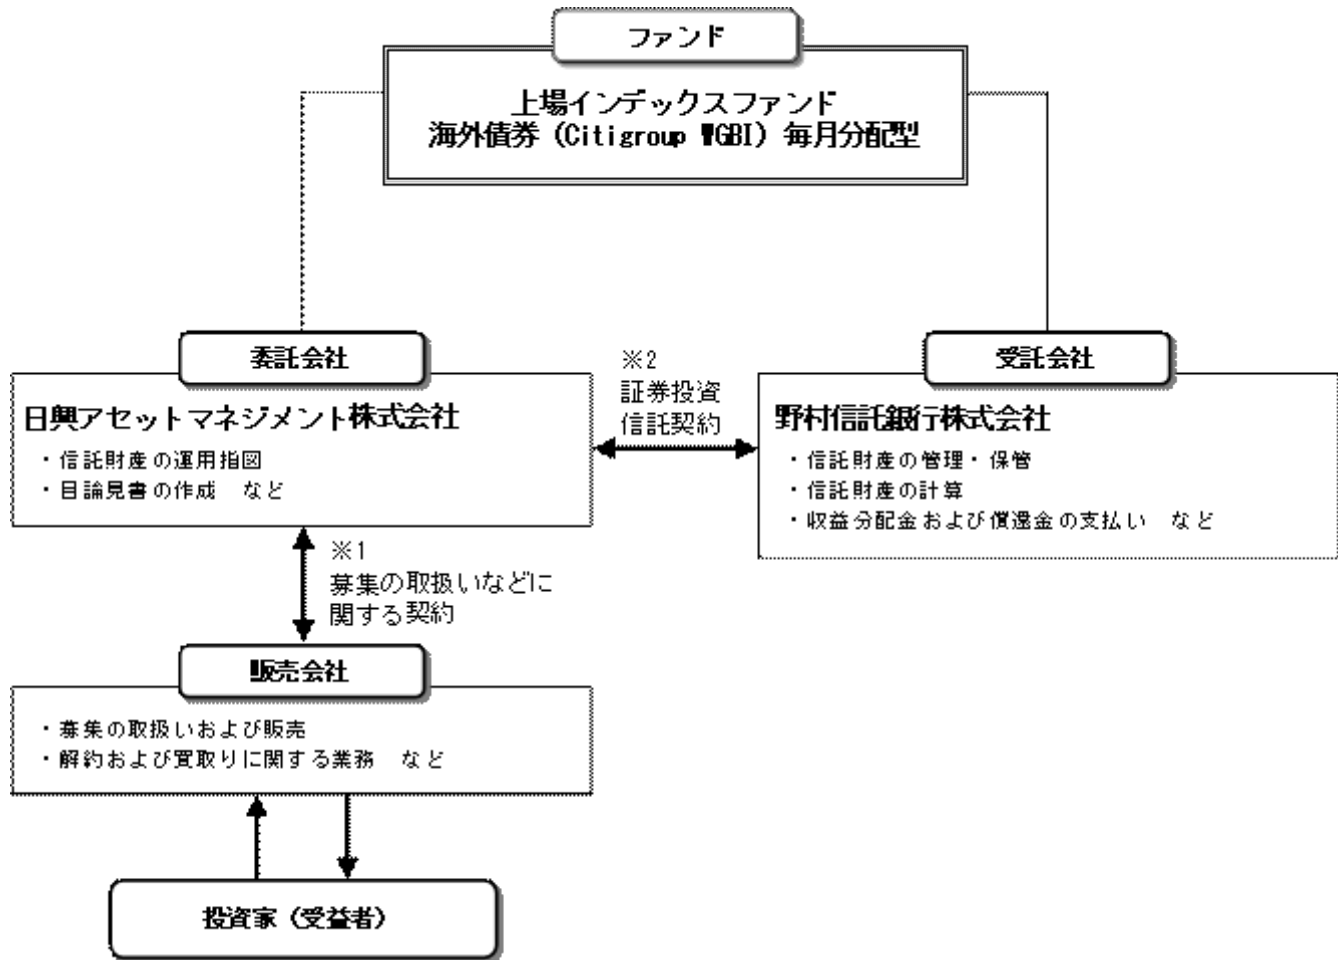 ファンド
上場インデックスファンド
海外債券（Citigroup WGBI）毎月分配型
委託会社
日興アセットマネジメント株式会社
・信託財産の運用指図
・目論見書の作成　など
※2
証券投資
信託契約
受託会社
野村信託銀行株式会社
・信託財産の管理・保管
・信託財産の計算
・収益分配金および償還金の支払い　など
※1
募集の取扱いなどに
関する契約
販売会社
・募集の取扱いおよび販売
・解約および買取りに関する業務　など
投資家（受益者）